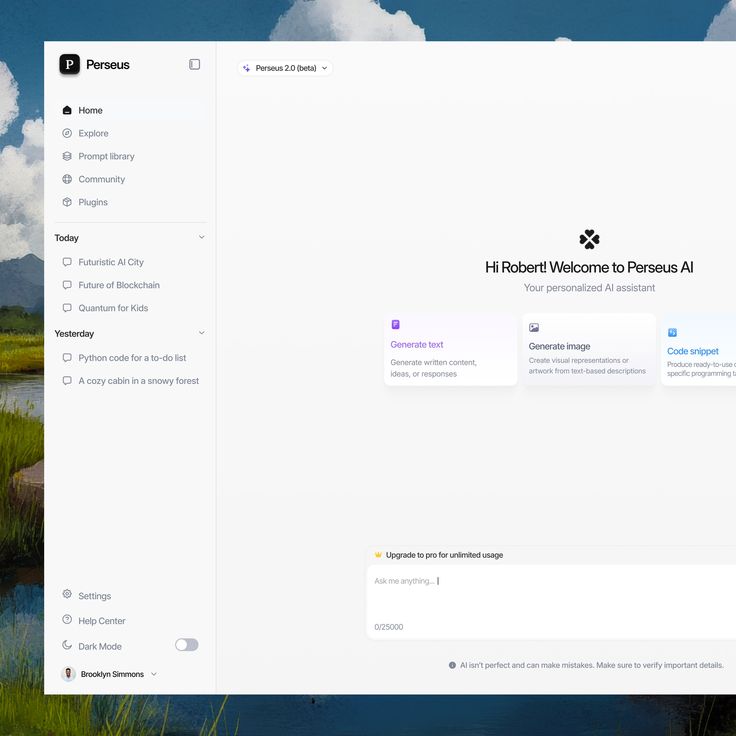 P Perseus
Home
Explore
Prompt library
Community
Plugins
Today
Futuristic AI City
Future of Blockchain
Quantum for Kids
Yesterday
Python code for a to-do list
A cozy cabin in a snowy forest
Settings
Help Center
Dark Mode
Brooklyn Simmons
Perseus 2.0 (beta)
Hi Robert! Welcome to Perseus AI
Your personalized AI assistant
Generate text
Generate written content,
ideas, or responses
Generate image
Create visual representations or
artwork from text-based descriptions
Code snippet
Produce ready-to-use
specific programming
Upgrade to pro for unlimited usage
Ask me anything...
0/25000
AI isn't perfect and can make mistakes. Make sure to verify important details.